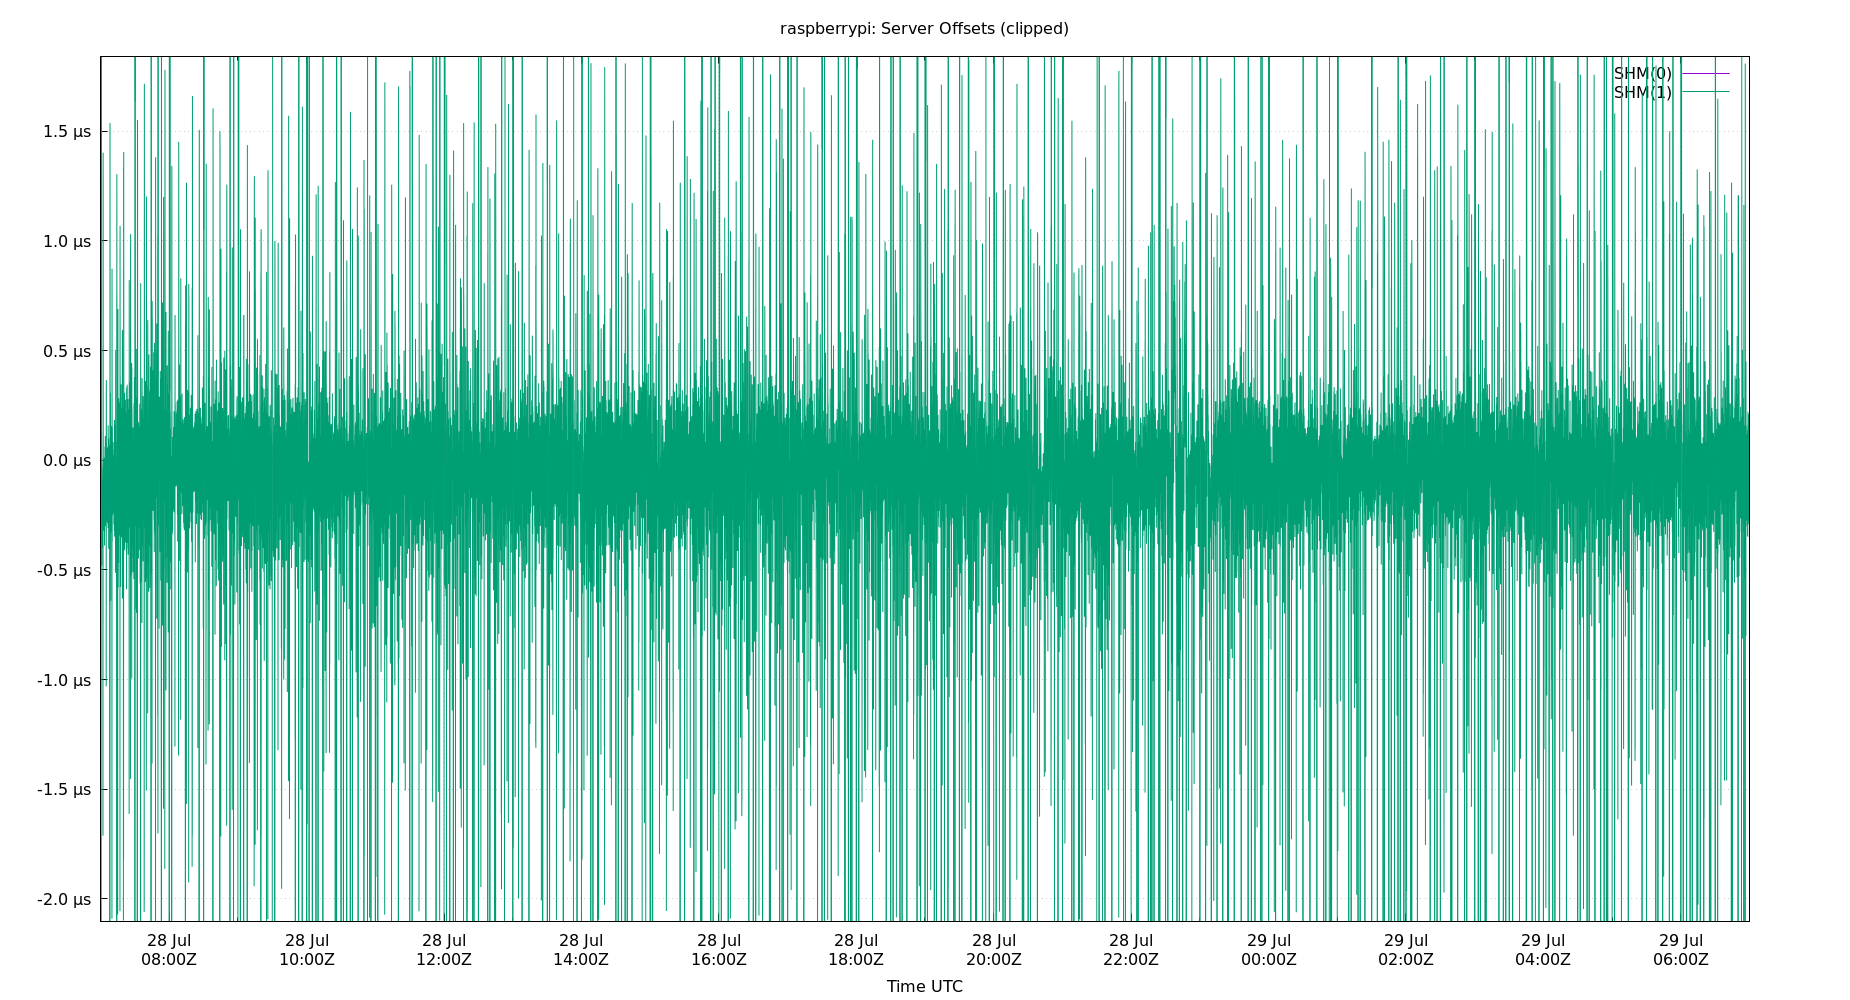 raspberrypi: Server Offsets (clipped)
SHM(0)
SHM(1)
1.5 µs
1.0 µs
0.5 µs
0.0 µs
-0.5 µs
-1.0 µs
-1.5 µs
-2.0 µs
28 Jul 28 Jul 28 Jul 28 Jul 28 Jul 28 Jul 28 Jul 28 Jul 29 Jul 29 Jul 29 Jul 29 Jul
08:00Z 10:00Z 12:00Z 14:00Z 16:00Z 18:00Z 20:00Z 22:00Z 00:00Z 02:00Z 04:00Z 06:00Z
Time UTC